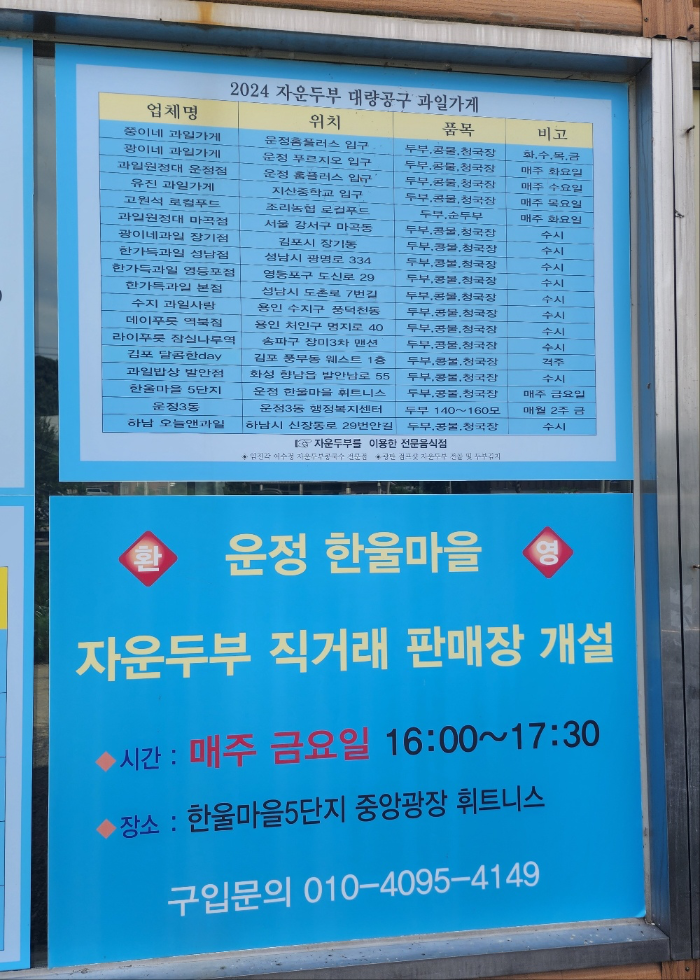 2024 자운두부 대량공구 과일가게
업체명 위치 품목 비고
쭝이네 과일가게 운정홈플러스 입구 두부,콩물,청국장 화,수,목,금
꽝이네 과일가게 운정 푸르지오 입구 두부,콩물,청국장 매주 화요일
과일원정대 운정점 운정 홈플러스 입구 두부,콩물,청국장 매주 수요일
유진 과일가게 지산중학교 입구 두부,콩물,청국장 매주 목요일
고원석 로컬푸드 조리농협 로컬푸드 두부,순두부 매주 화요일
과일원정대 마곡점 서울 강서구 마곡동 두부,콩물,청국장 수시
꽝이네과일 장기점 김포시 장기동 두부,콩물,청국장 수시
한가득과일 성남점 성남시 광명로 334 두부,콩물,청국장 수시
한가득과일 영등포점 영등포구 도신로 29 두부,콩물,청국장 수시
한가득과일 본점 성남시 도촌로 7번길 두부,콩물,청국장 수시
수지 과일사랑 용인 수지구 풍덕천동 두부,콩물,청국장 수시
데이푸릇 역북점 용인 처인구 명지로 40 두부,콩물,청국장 수시
라이푸릇 잠실나루역 송파구 장미3차 맨션 두부,콩물,청국장 수시
김포 달콤한day 김포 풍무동 웨스트 1층 두부,콩물,청국장 격주
과일밥상 발안점 화성 향남읍 발안남로 55 두부,콩물,청국장 수시
한울마을 5단지 운정 한울마을 휘트니스 두부,콩물,청국장 매주 금요일
운정3동 운정3동 행정복지센터 두부 140~160모 매월 2주 금
하남 오늘앤과일 하남시 신장동로 29번안길 두부,콩물,청국장 수시
☞ 자운두부를 이용한 전문음식점
환 운정 한울마을 영
자운두부 직거래 판매장 개설
◆시간 : 매주 금요일 16:00~17:30
◆장소 : 한울마을5단지 중앙광장 휘트니스
구입문의 010-4095-4149